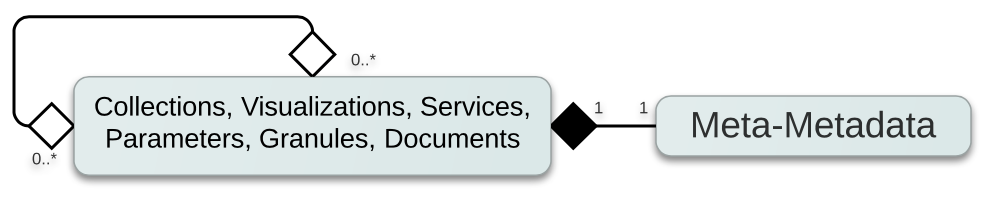 0..*
Collections, Visualizations, Services,
Parameters, Granules, Documents
0..*
1
1
Meta-Metadata